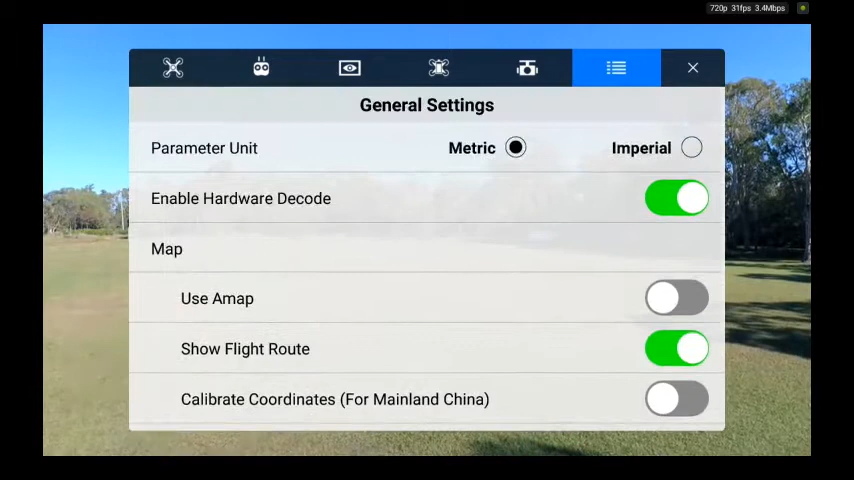 720p 31fps 3.4Mbps
General Settings
Parameter Unit Metric Imperial
Enable Hardware Decode
Map
Use Amap
Show Flight Route
Calibrate Coordinates (For Mainland China)